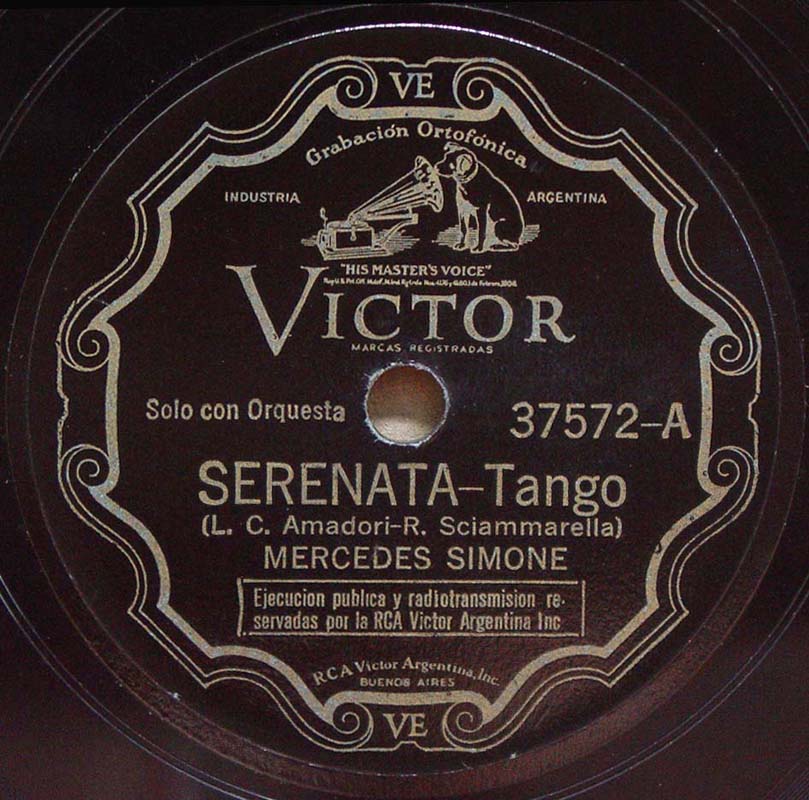 VE
Grabación Ortofónica
INDUSTRIA ARGENTINA
"HIS MASTER'S VOICE"
VICTOR
MARCAS REGISTRADAS
Solo con Orquesta 37572-A
SERENATA-Tango
(L. C. Amadori-R. Sciammarella)
MERCEDES SIMONE
Ejecucion publica y radiotransmision re-
servadas por la RCA Victor Argentina Inc
RCA Victor Argentina, Inc.
BUENOS AIRES
VE